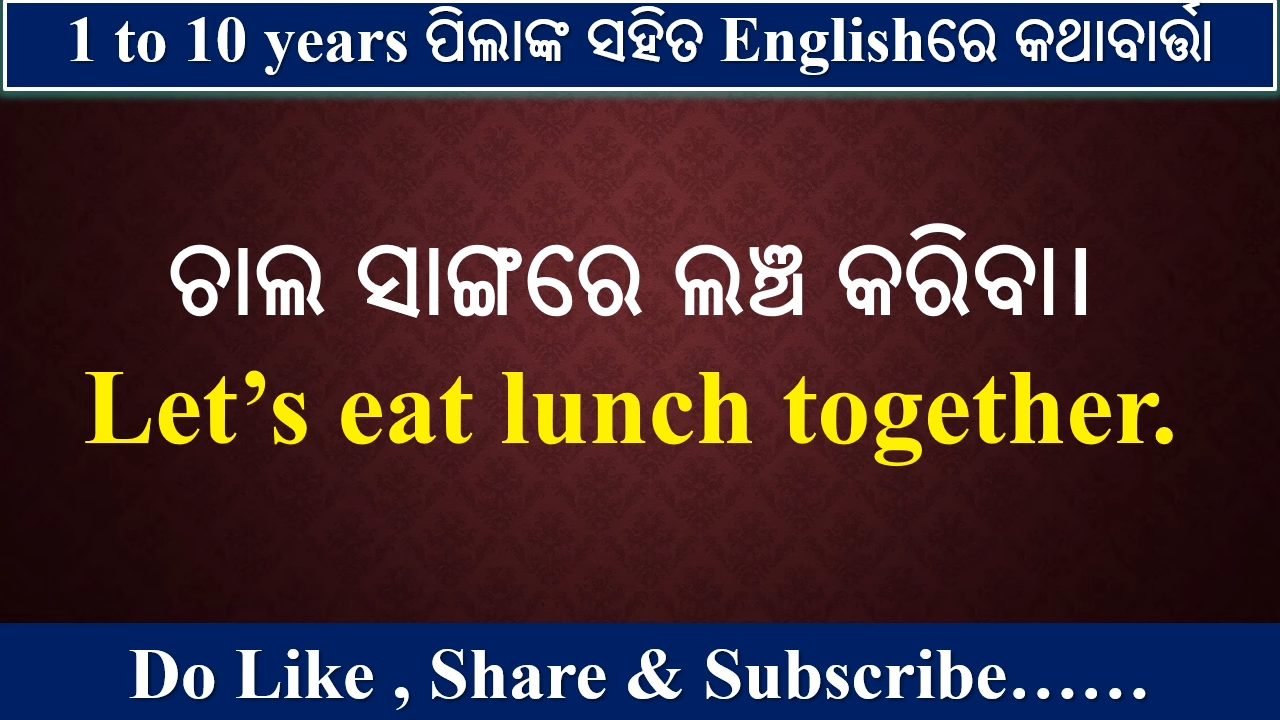 1 to 10 years ପିଲାଙ୍କ ସହିତ Englishରେ କଥାବାର୍ତ୍ତା
ଚାଲ ସାଙ୍ଗରେ ଲଞ୍ଚ କରିବା।
Let’s eat lunch together.
Do Like , Share & Subscribe……